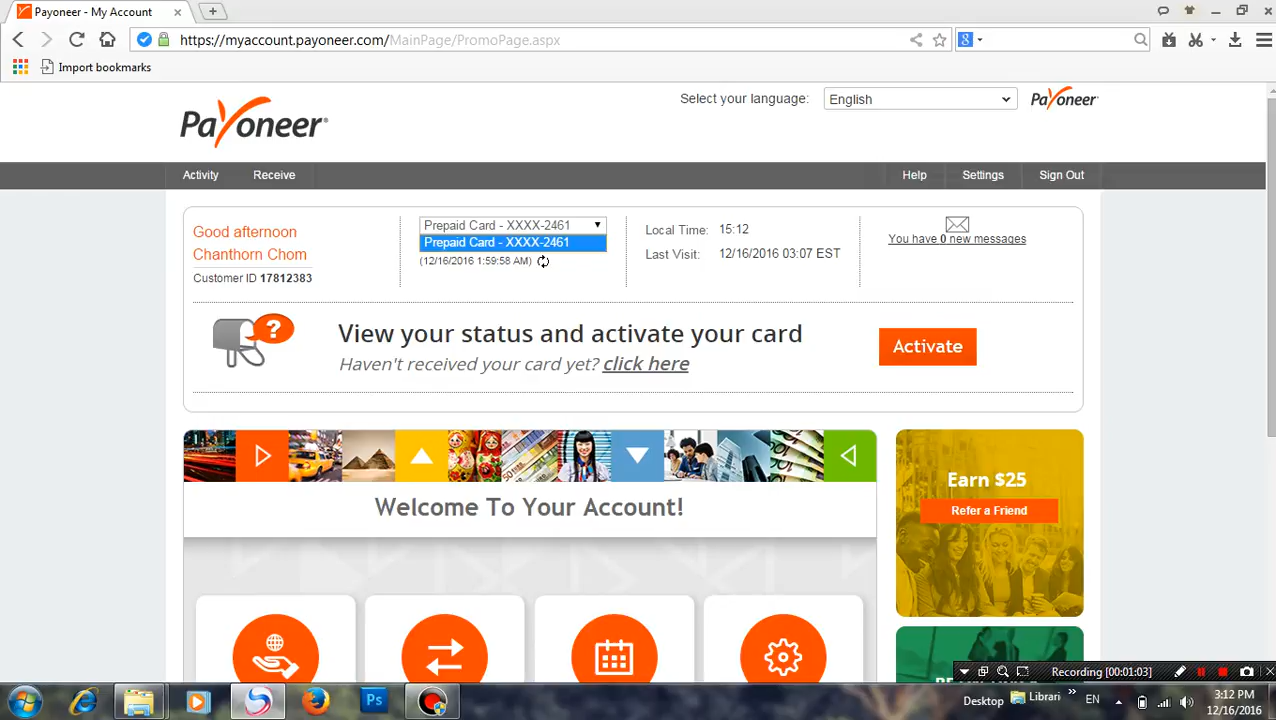 Payoneer - My Account
https://myaccount.payoneer.com/MainPage/PromoPage.aspx
Import bookmarks
Payoneer
Select your language:
English
Payoneer
Activity
Receive
Help
Settings
Sign Out
Good afternoon
Chanthorn Chom
Customer ID 17812383
Prepaid Card - XXXX-2461
Prepaid Card - XXXX-2461
(12/16/2016 1:59:58 AM)
Local Time: 15:12
Last Visit: 12/16/2016 03:07 EST
You have 0 new messages
View your status and activate your card
Haven't received your card yet? click here
Activate
Welcome To Your Account!
Earn $25
Refer a Friend
Recording [00:01:03]
Ps
Desktop
Librari
EN
3:12 PM
12/16/2016